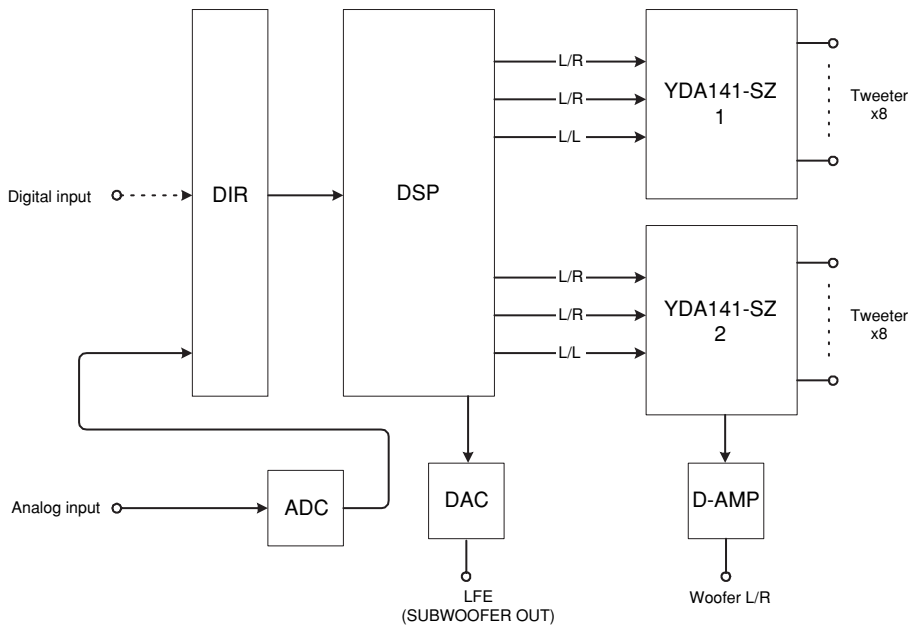 L/R
L/R
L/L
YDA141-SZ
1
Tweeter
x8
Digital input
DIR
DSP
L/R
L/R
L/L
YDA141-SZ
2
Tweeter
x8
Analog input
ADC
DAC
D-AMP
LFE
(SUBWOOFER OUT)
Woofer L/R